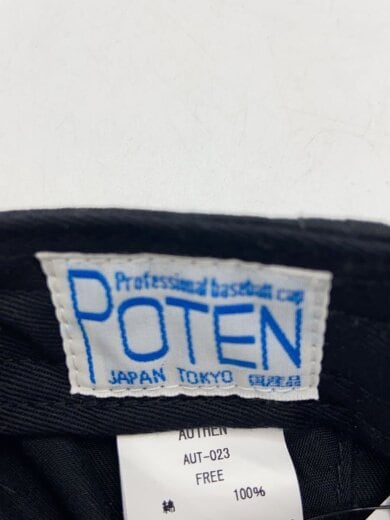 Professional baseball cap
POTEN
JAPAN TOKYO
AUTHEN
AUT-023
FREE
綿 100%